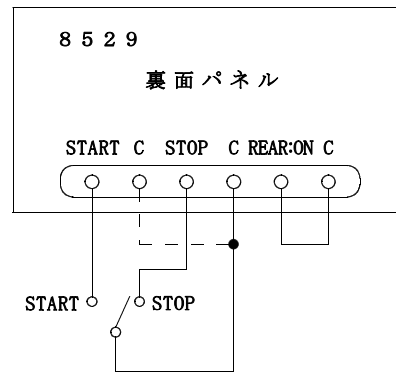 ８５２９
裏面パネル
START C STOP C REAR:ON C
START STOP